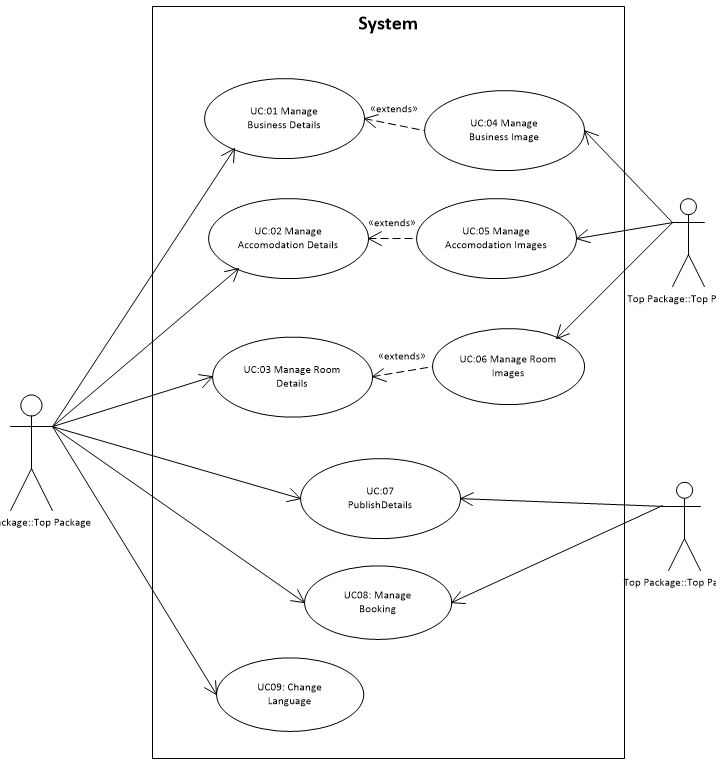 System
UC:01 Manage
Business Details
«extends»
UC:04 Manage
Business Image
UC:02 Manage
Accomodation Details
«extends»
UC:05 Manage
Accomodation Images
Top Package::Top P
UC:03 Manage Room
Details
«extends»
UC:06 Manage Room
Images
ckage::Top Package
UC:07
PublishDetails
Top Package::Top Pa
UC08: Manage
Booking
UC09: Change
Language